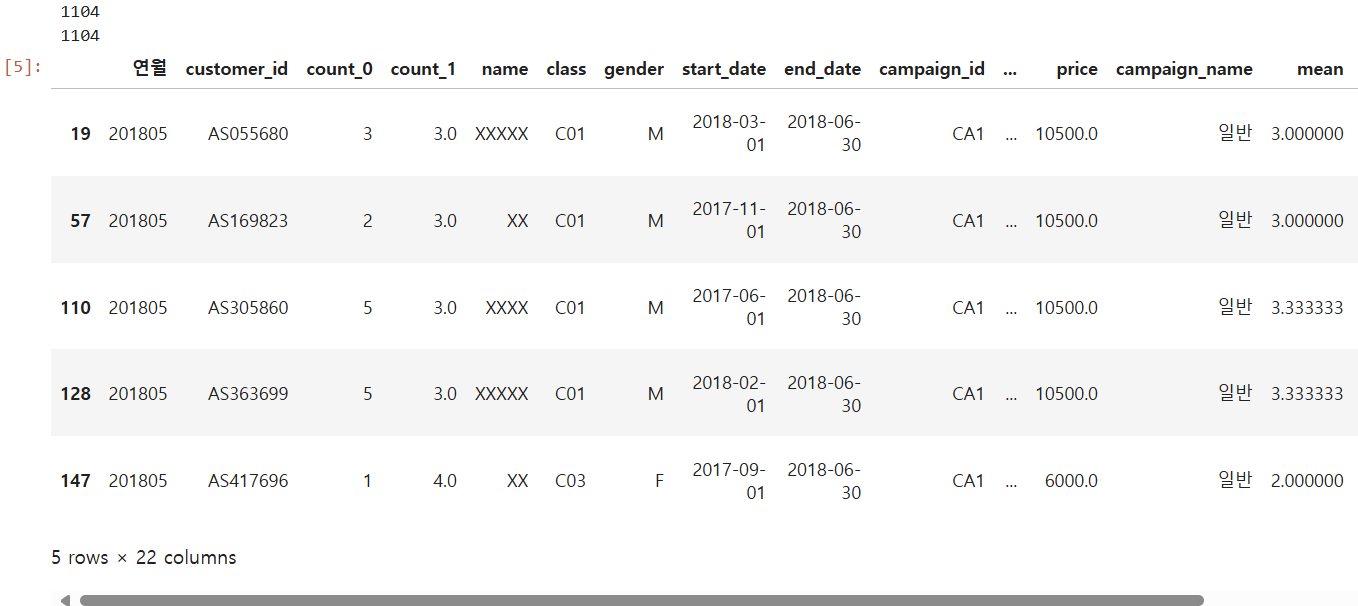 1104
1104
[5]:
연월 customer_id count_0 count_1 name class gender start_date end_date campaign_id ... price campaign_name mean
19 201805 AS055680 3 3.0 XXXXX C01 M 2018-03-01 2018-06-30 CA1 ... 10500.0 일반 3.000000
57 201805 AS169823 2 3.0 XX C01 M 2017-11-01 2018-06-30 CA1 ... 10500.0 일반 3.000000
110 201805 AS305860 5 3.0 XXXX C01 M 2017-06-01 2018-06-30 CA1 ... 10500.0 일반 3.333333
128 201805 AS363699 5 3.0 XXXXX C01 M 2018-02-01 2018-06-30 CA1 ... 10500.0 일반 3.333333
147 201805 AS417696 1 4.0 XX C03 F 2017-09-01 2018-06-30 CA1 ... 6000.0 일반 2.000000
5 rows × 22 columns